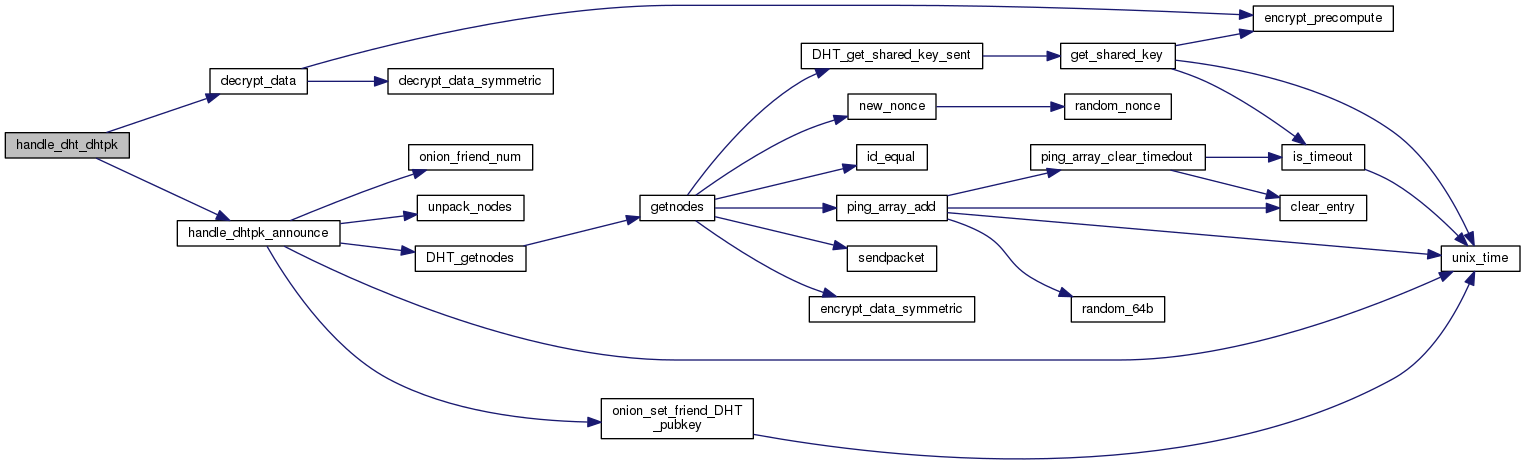 handle_dht_dhtpk
decrypt_data
handle_dhtpk_announce
decrypt_data_symmetric
onion_friend_num
unpack_nodes
DHT_getnodes
onion_set_friend_DHT
_pubkey
getnodes
DHT_get_shared_key_sent
new_nonce
id_equal
ping_array_add
sendpacket
encrypt_data_symmetric
get_shared_key
random_nonce
ping_array_clear_timedout
random_64b
encrypt_precompute
is_timeout
clear_entry
unix_time